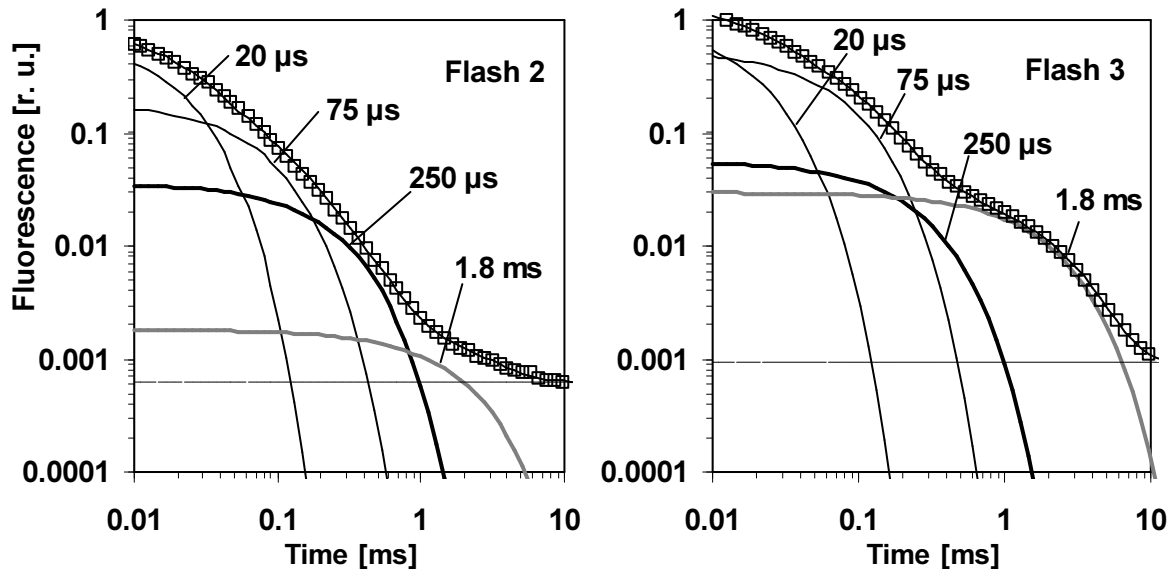 Fluorescence [r. u.]
1
0.1
0.01
0.001
0.0001
20 µs
Flash 2
75 µs
250 µs
1.8 ms
0.01
0.1
1
10
Time [ms]
1
0.1
0.01
0.001
0.0001
20 µs
Flash 3
75 µs
250 µs
1.8 ms
0.01
0.1
1
10
Time [ms]